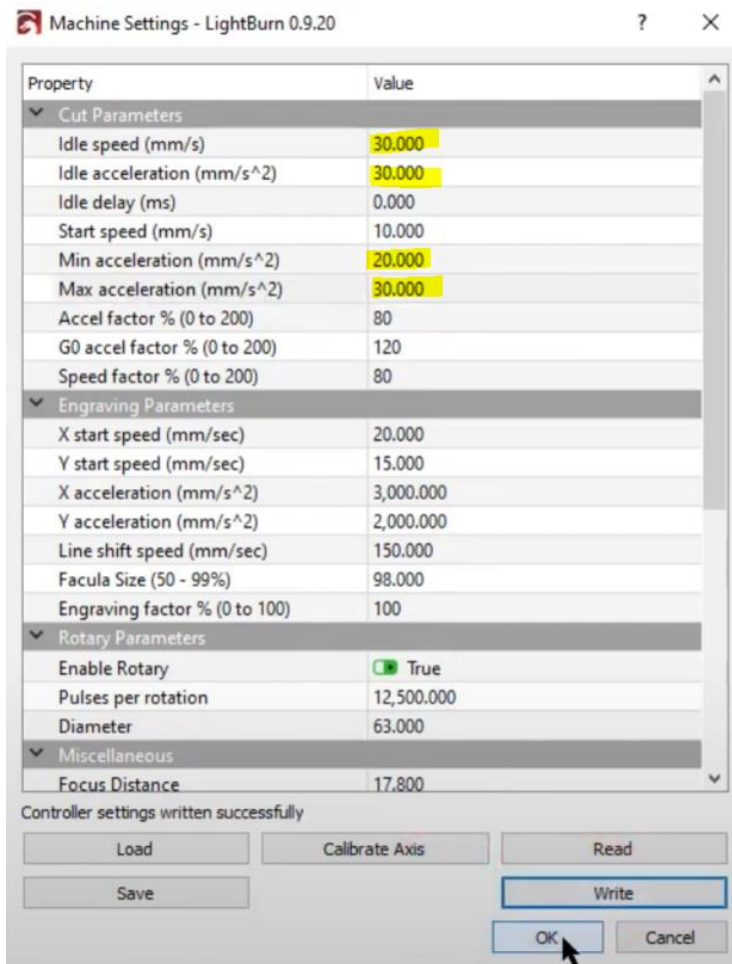 Machine Settings - LightBurn 0.9.20 ? ×
Property Value
Cut Parameters
Idle speed (mm/s) 30.000
Idle acceleration (mm/s^2) 30.000
Idle delay (ms) 0.000
Start speed (mm/s) 10.000
Min acceleration (mm/s^2) 20.000
Max acceleration (mm/s^2) 30.000
Accel factor % (0 to 200) 80
G0 accel factor % (0 to 200) 120
Speed factor % (0 to 200) 80
Engraving Parameters
X start speed (mm/sec) 20.000
Y start speed (mm/sec) 15.000
X acceleration (mm/s^2) 3,000.000
Y acceleration (mm/s^2) 2,000.000
Line shift speed (mm/sec) 150.000
Facula Size (50 - 99%) 98.000
Engraving factor % (0 to 100) 100
Rotary Parameters
Enable Rotary True
Pulses per rotation 12,500.000
Diameter 63.000
Miscellaneous
Focus Distance 17.800
Controller settings written successfully
Load Calibrate Axis Read
Save Write
OK Cancel